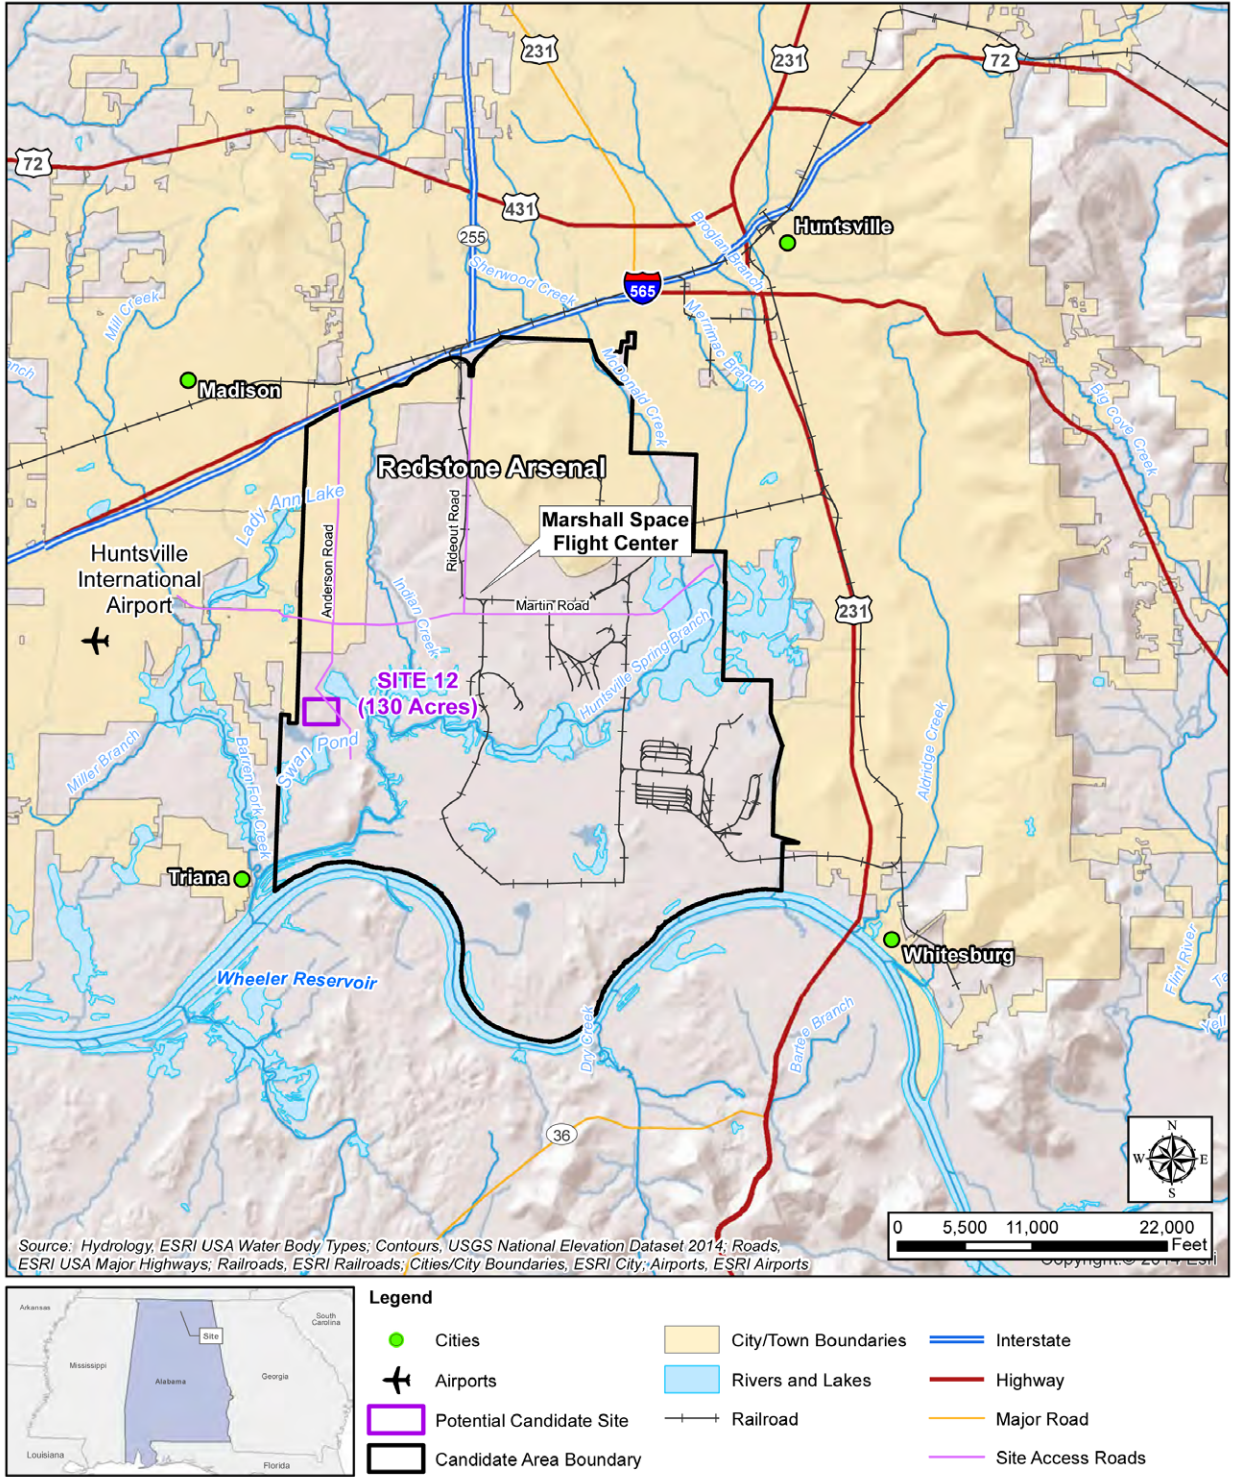 231
231
72
72
431
255
Huntsville
Broglan Branch
Sherwood Creek
565
Mill Creek
Merrimac Branch
anch
Madison
McDonald Creek
Big Cove Creek
Redstone Arsenal
Lady Ann Lake
Rideout Road
Anderson Road
Marshall Space
Flight Center
Huntsville
International
Airport
Indian Creek
Martin Road
231
Huntsville Spring Branch
SITE 12
(130 Acres)
Swan Pond
Miller Branch
Barren Fork Creek
Aldridge Creek
Triana
Whitesburg
Wheeler Reservoir
Flint River
Ta
Yell
Dry Creek
Bartee Branch
36
N
W E
S
0 5,500 11,000 22,000
Feet
Source: Hydrology, ESRI USA Water Body Types; Contours, USGS National Elevation Dataset 2014; Roads,
ESRI USA Major Highways; Railroads, ESRI Railroads; Cities/City Boundaries, ESRI City; Airports, ESRI Airports
Arkansas
South
Carolina
Site
Mississippi
Alabama
Georgia
Louisiana
Florida
Legend
Cities
City/Town Boundaries
Interstate
Airports
Rivers and Lakes
Highway
Potential Candidate Site
Railroad
Major Road
Candidate Area Boundary
Site Access Roads